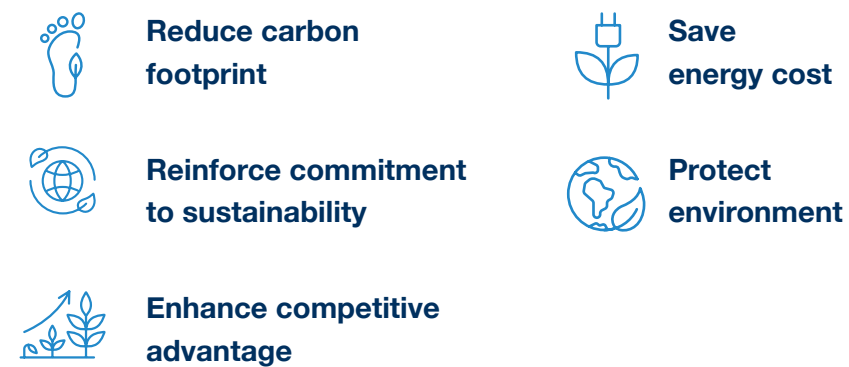 Reduce carbon
footprint
Save
energy cost
Reinforce commitment
to sustainability
Protect
environment
Enhance competitive
advantage